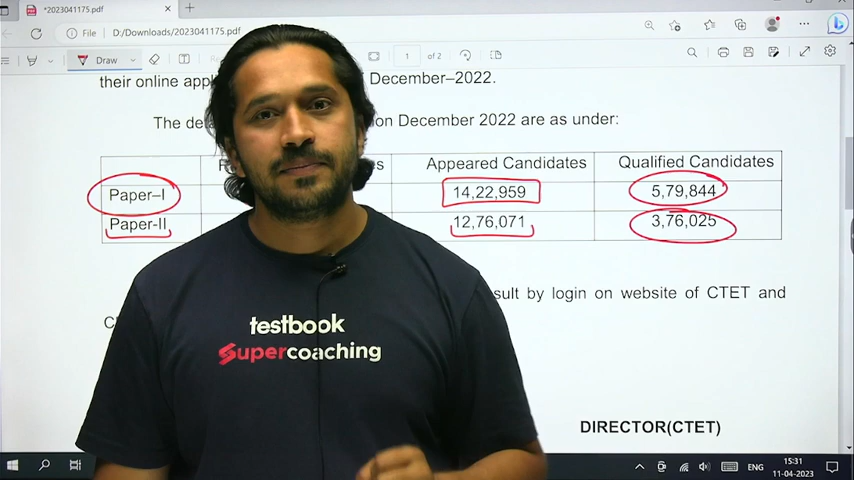 *2023041175.pdf
File D:/Downloads/2023041175.pdf
Draw 1 of 2
their online December–2022.
The on December 2022 are as under:
Appeared Candidates Qualified Candidates
Paper–I 14,22,959 5,79,844
Paper-II 12,76,071 3,76,025
by login on website of CTET and
testbook
Supercoaching
DIRECTOR(CTET)
ENG 15:31
11-04-2023